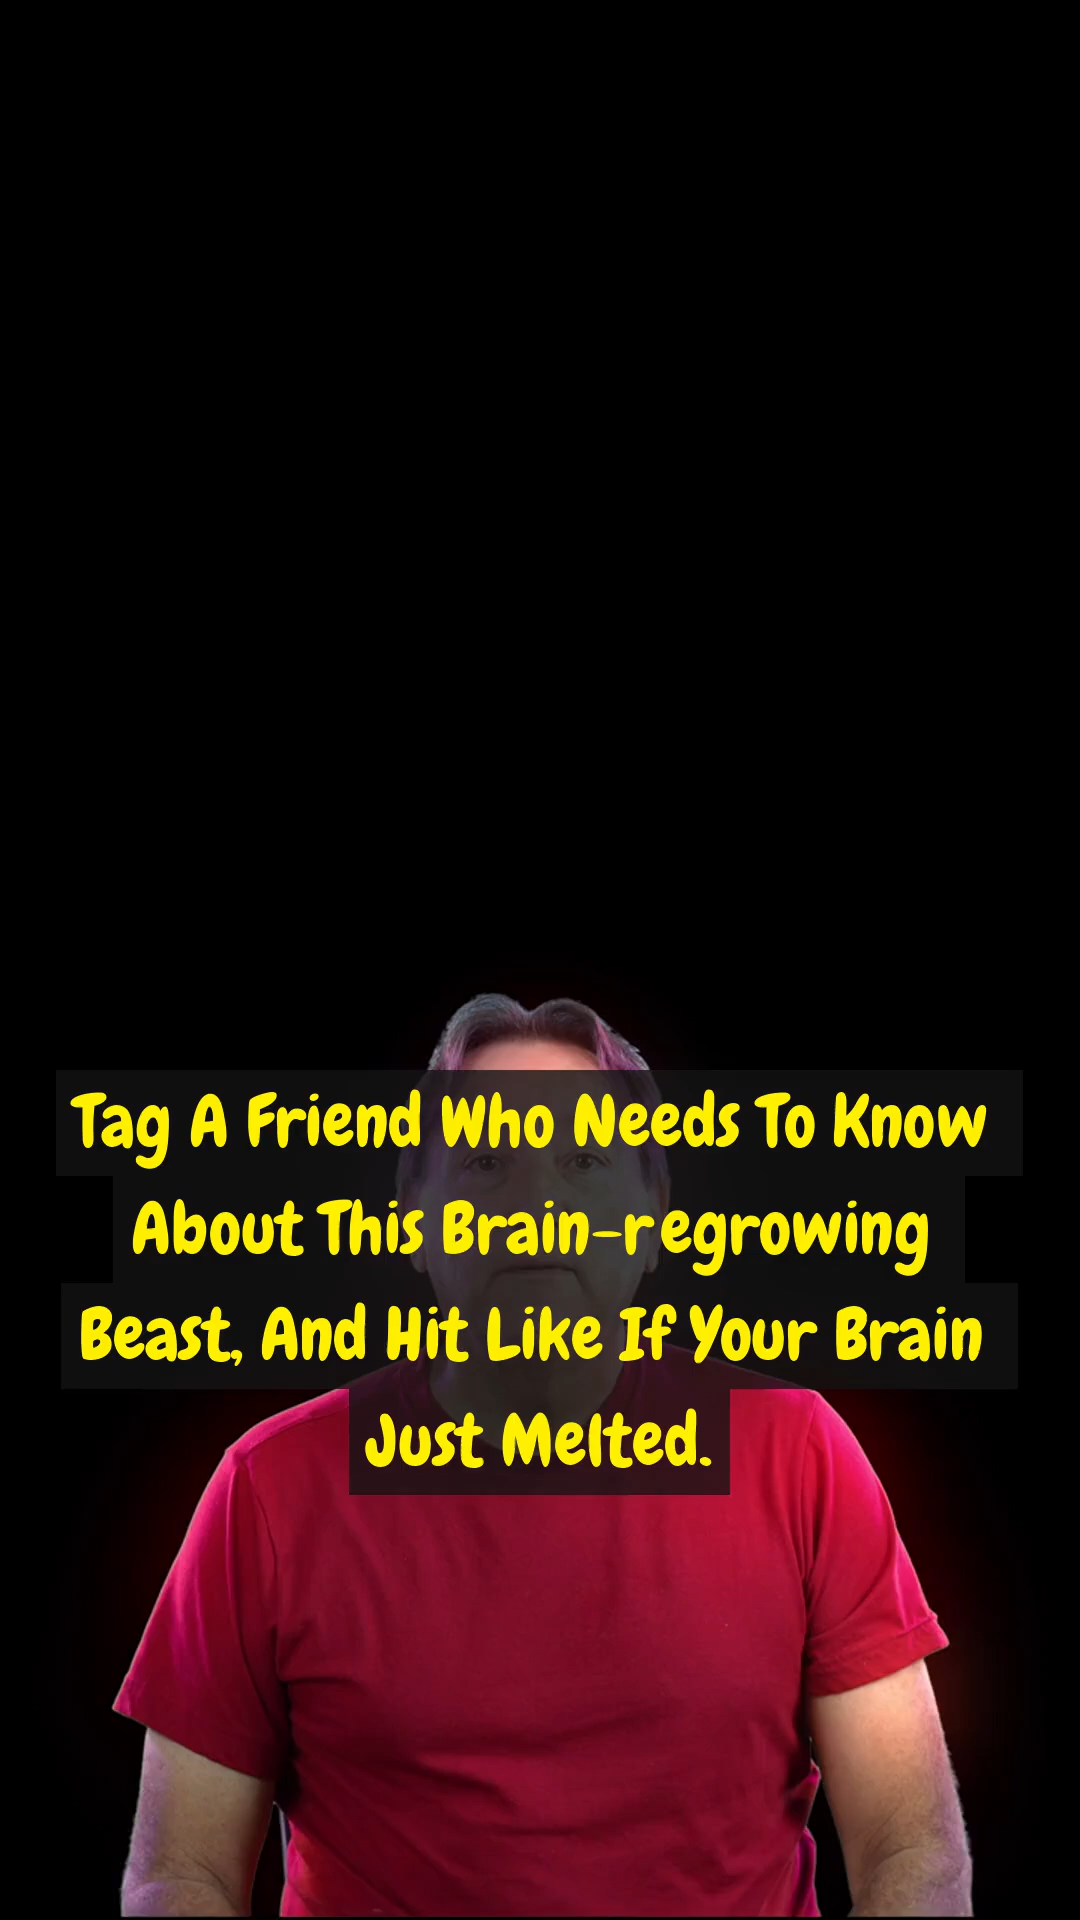 Tag A Friend Who Needs To Know
About This Brain-regrowing
Beast, And Hit Like If Your Brain
Just Melted.